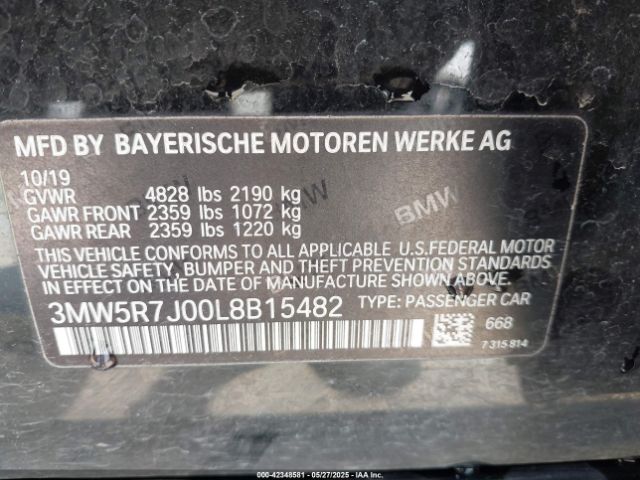 MFD BY BAYERISCHE MOTOREN WERKE AG
10/19
GVWR 4828 lbs 2190 kg
GAWR FRONT 2359 lbs 1072 kg
GAWR REAR 2359 lbs 1220 kg
BMW
BMW
THIS VEHICLE CONFORMS TO ALL APPLICABLE U.S.FEDERAL MOTOR
VEHICLE SAFETY, BUMPER AND THEFT PREVENTION STANDARDS
IN EFFECT ON THE DATE OF MANUFACTURE SHOWN ABOVE.
3MW5R7J00L8B15482 TYPE: PASSENGER CAR
668
7 315 814
000-42348581 - 05/27/2025 - IAAI.COM